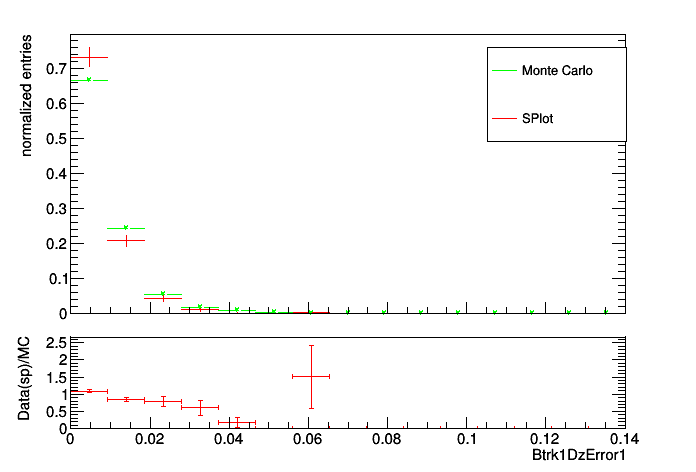 normalized entries
0.7
0.6
0.5
0.4
0.3
0.2
0.1
0
Monte Carlo
SPlot
Data(sp)/MC
2.5
2
1.5
1
0.5
0
0 0.02 0.04 0.06 0.08 0.1 0.12 0.14
Btrk1DzError1